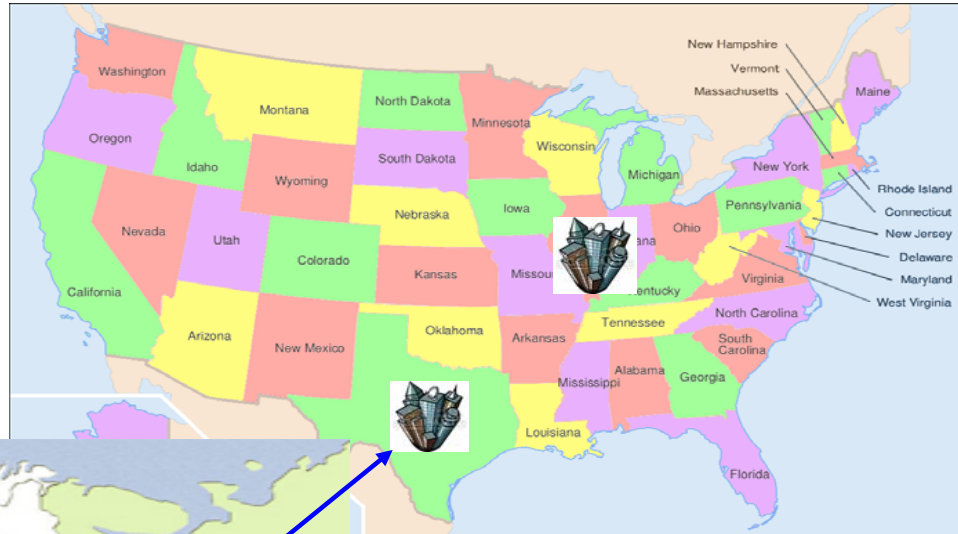 New Hampshire
Vermont
Massachusetts
Washington
Montana
North Dakota
Minnesota
Maine
Oregon
Idaho
South Dakota
Wisconsin
Michigan
New York
Wyoming
Rhode Island
Iowa
Pennsylvania
Connecticut
Nebraska
Nevada
Utah
Ohio
New Jersey
Colorado
Kansas
Missou
ana
Delaware
Virginia
Maryland
California
entucky
West Virginia
North Carolina
Arizona
Oklahoma
Tennessee
New Mexico
Arkansas
South
Carolina
Mississippi
Alabama
Georgia
Louisiana
Florida